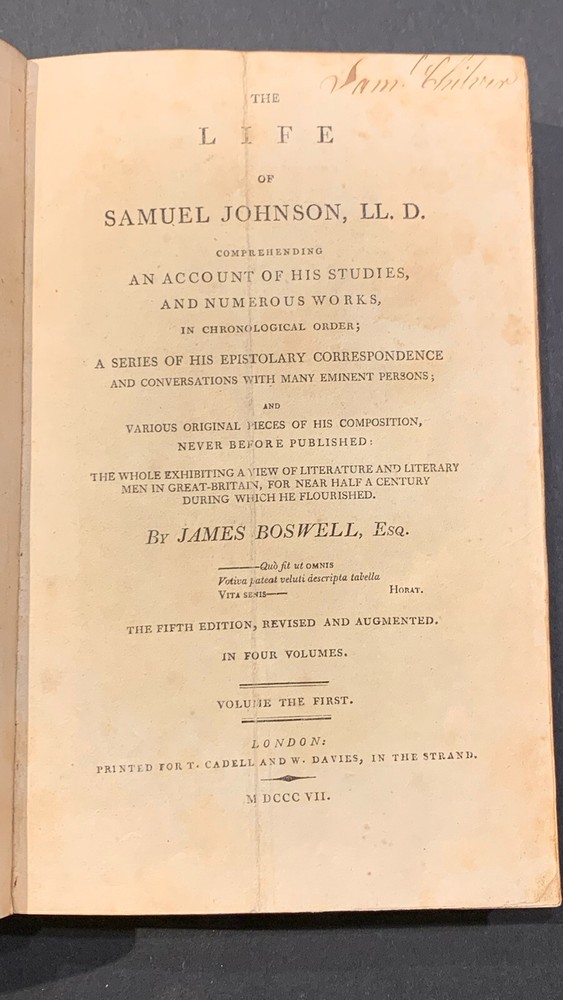 Sam^l Chilver
THE
LIFE
OF
SAMUEL JOHNSON, LL. D.
COMPREHENDING
AN ACCOUNT OF HIS STUDIES,
AND NUMEROUS WORKS,
IN CHRONOLOGICAL ORDER;
A SERIES OF HIS EPISTOLARY CORRESPONDENCE
AND CONVERSATIONS WITH MANY EMINENT PERSONS;
AND
VARIOUS ORIGINAL PIECES OF HIS COMPOSITION,
NEVER BEFORE PUBLISHED:
THE WHOLE EXHIBITING A VIEW OF LITERATURE AND LITERARY
MEN IN GREAT-BRITAIN, FOR NEAR HALF A CENTURY
DURING WHICH HE FLOURISHED.
BY JAMES BOSWELL, ESQ.
———Quò fit ut OMNIS
Votiva pateat veluti descripta tabella
VITA SENIS——
HORAT.
THE FIFTH EDITION, REVISED AND AUGMENTED.
IN FOUR VOLUMES.
VOLUME THE FIRST.
LONDON:
PRINTED FOR T. CADELL AND W. DAVIES, IN THE STRAND.
M DCCC VII.